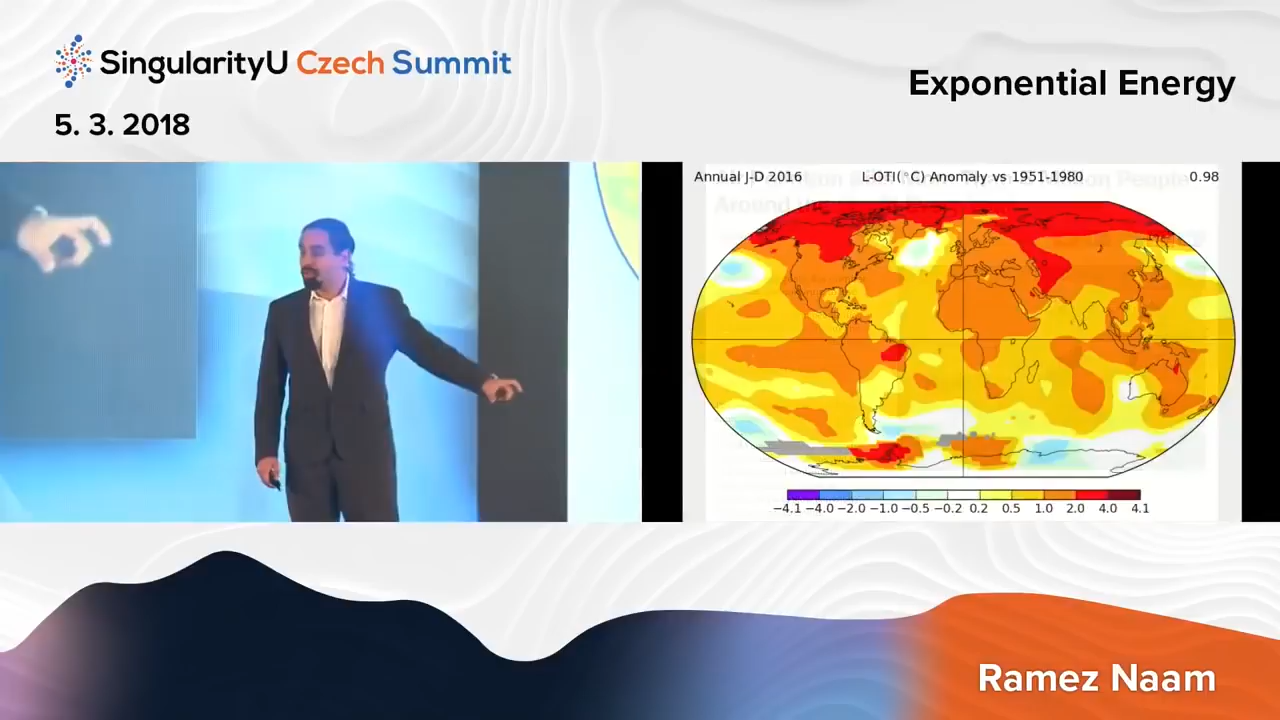 SingularityU Czech Summit
5. 3. 2018
Exponential Energy
Annual J-D 2016 L-OTI(°C) Anomaly vs 1951-1980 0.98
−4.1 −4.0 −2.0 −1.0 −0.5 −0.2 0.2 0.5 1.0 2.0 4.0 4.1
Ramez Naam